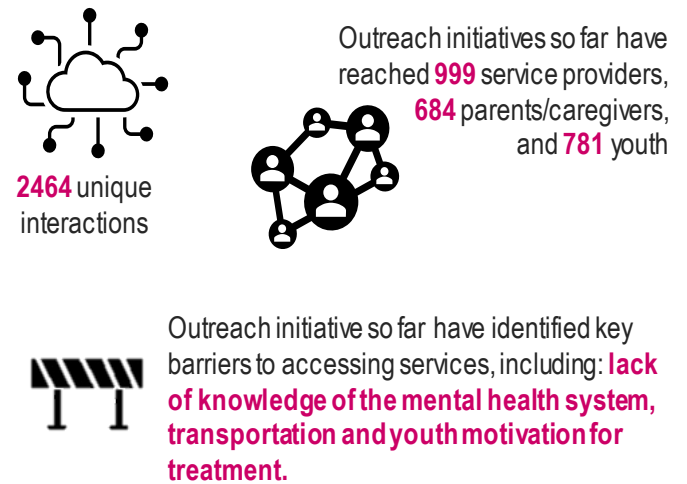 Outreach initiatives so far have
reached 999 service providers,
684 parents/caregivers,
and 781 youth
2464 unique
interactions
Outreach initiative so far have identified key
barriers to accessing services, including: lack
of knowledge of the mental health system,
transportation and youth motivation for
treatment.